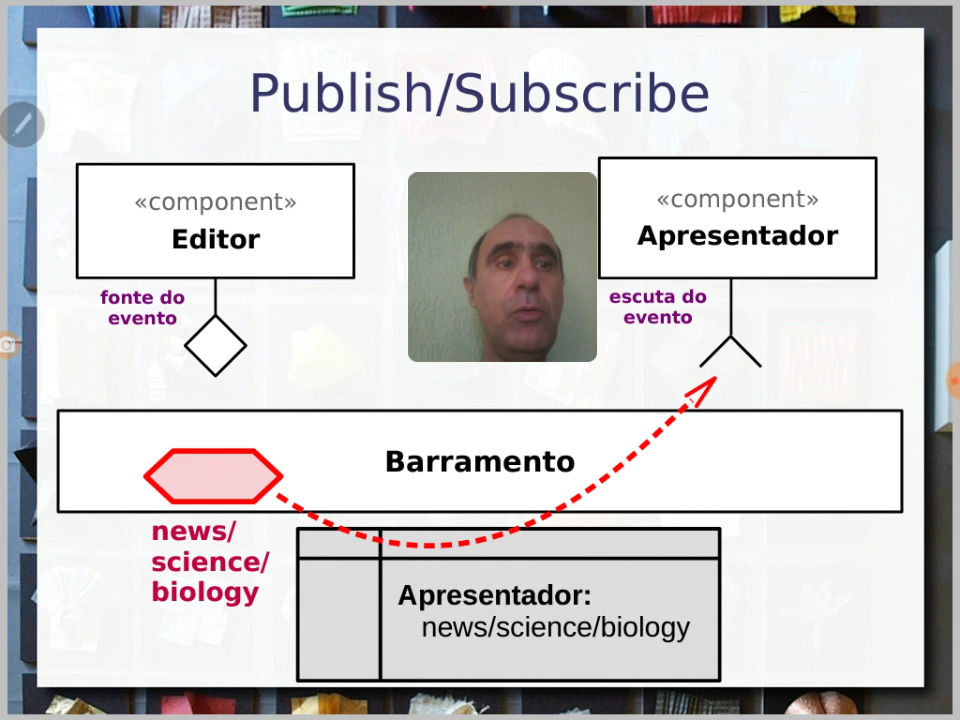 Publish/Subscribe
«component»
Editor
«component»
Apresentador
fonte do
evento
escuta do
evento
Barramento
news/
science/
biology
Apresentador:
news/science/biology